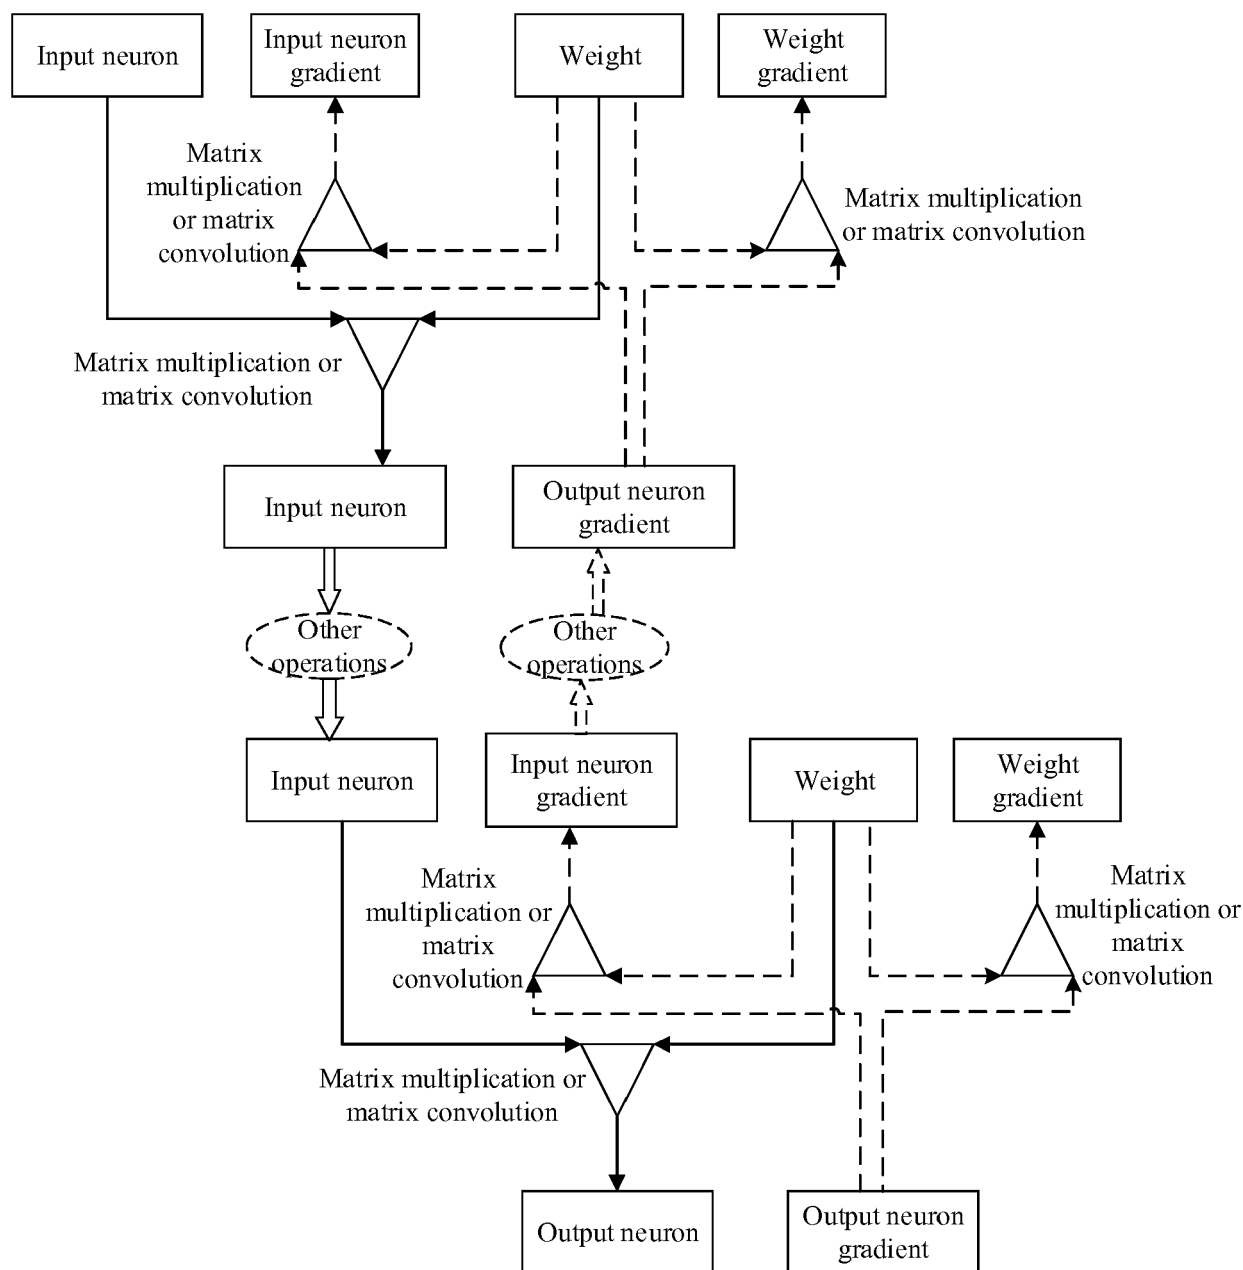 Input neuron
Input neuron
gradient
Weight
Weight
gradient
Matrix
multiplication
or matrix
convolution
Matrix multiplication
or matrix convolution
Matrix multiplication or
matrix convolution
Input neuron
Output neuron
gradient
Other
operations
Other
operations
Input neuron
Input neuron
gradient
Weight
Weight
gradient
Matrix
multiplication or
matrix
convolution
Matrix
multiplication or
matrix
convolution
Matrix multiplication or
matrix convolution
Output neuron
Output neuron
gradient